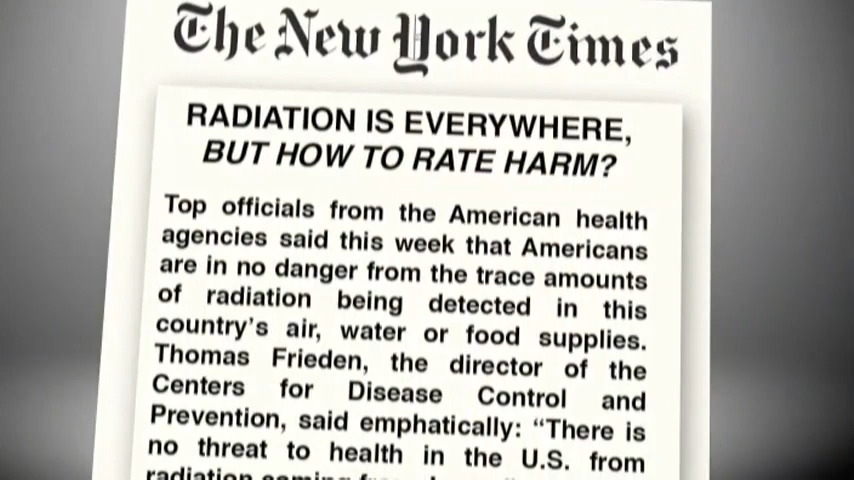 The New York Times
RADIATION IS EVERYWHERE,
BUT HOW TO RATE HARM?
Top officials from the American health
agencies said this week that Americans
are in no danger from the trace amounts
of radiation being detected in this
country's air, water or food supplies.
Thomas Frieden, the director of the
Centers for Disease Control and
Prevention, said emphatically: “There is
no threat to health in the U.S. from
radiation coming